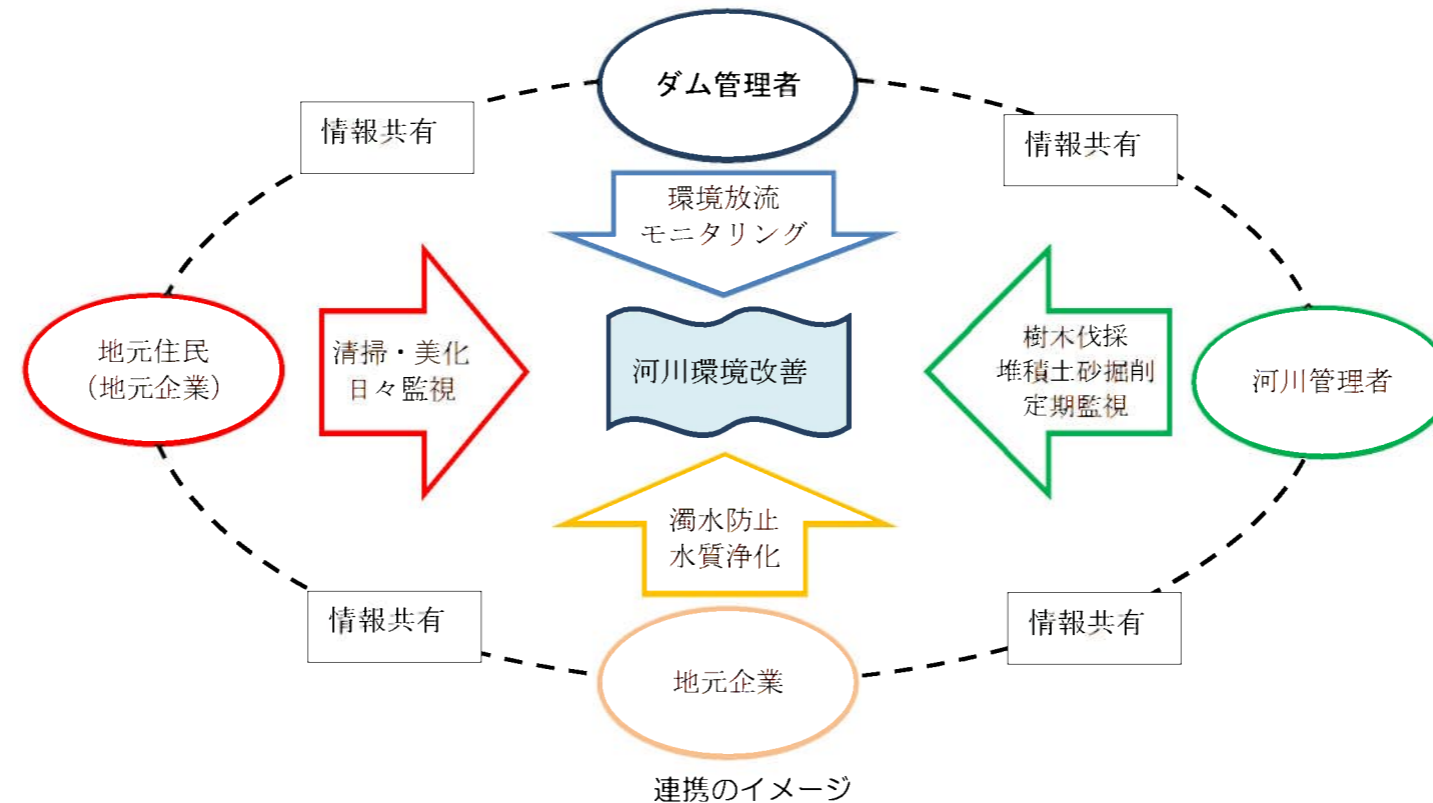 ダム管理者
情報共有
情報共有
環境放流
モニタリング
地元住民
（地元企業）
清掃・美化
日々監視
河川環境改善
樹木伐採
堆積土砂掘削
定期監視
河川管理者
濁水防止
水質浄化
情報共有
情報共有
地元企業
連携のイメージ